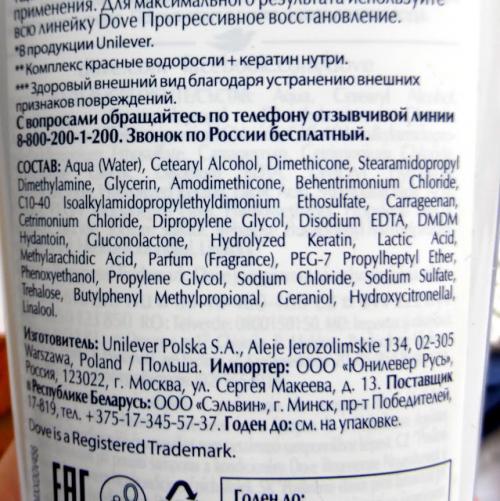 применения. Для максимального результата используйте
всю линейку Dove Прогрессивное восстановление.
*В продукции Unilever.
**Комплекс красные водоросли + кератин нутри.
*** Здоровый внешний вид благодаря устранению внешних
признаков повреждений.
С вопросами обращайтесь по телефону отзывчивой линии
8-800-200-1-200. Звонок по России бесплатный.
СОСТАВ: Aqua (Water), Cetearyl Alcohol, Dimethicone, Stearamidopropyl
Dimethylamine, Glycerin, Amodimethicone, Behentrimonium Chloride,
C10-40 Isoalkylamidopropylethyldimonium Ethosulfate, Carrageenan,
Cetrimonium Chloride, Dipropylene Glycol, Disodium EDTA, DMDM
Hydantoin, Gluconolactone, Hydrolyzed Keratin, Lactic Acid,
Methylarachidic Acid, Parfum (Fragrance), PEG-7 Propylheptyl Ether,
Phenoxyethanol, Propylene Glycol, Sodium Chloride, Sodium Sulfate,
Trehalose, Butylphenyl Methylpropional, Geraniol, Hydroxycitronellal,
Linalool.
Изготовитель: Unilever Polska S.A., Aleje Jerozolimskie 134, 02-305
Warszawa, Poland / Польша. Импортер: ООО «Юнилевер Русь»,
Россия, 123022, г. Москва, ул. Сергея Макеева, д. 13. Поставщик
в Республике Беларусь: ООО «Сэльвин», г. Минск, пр-т Победителей,
17-819, тел. +375-17-345-57-37. Годен до: см. на упаковке.
Dove is a Registered Trademark.
EAC
Годен до: